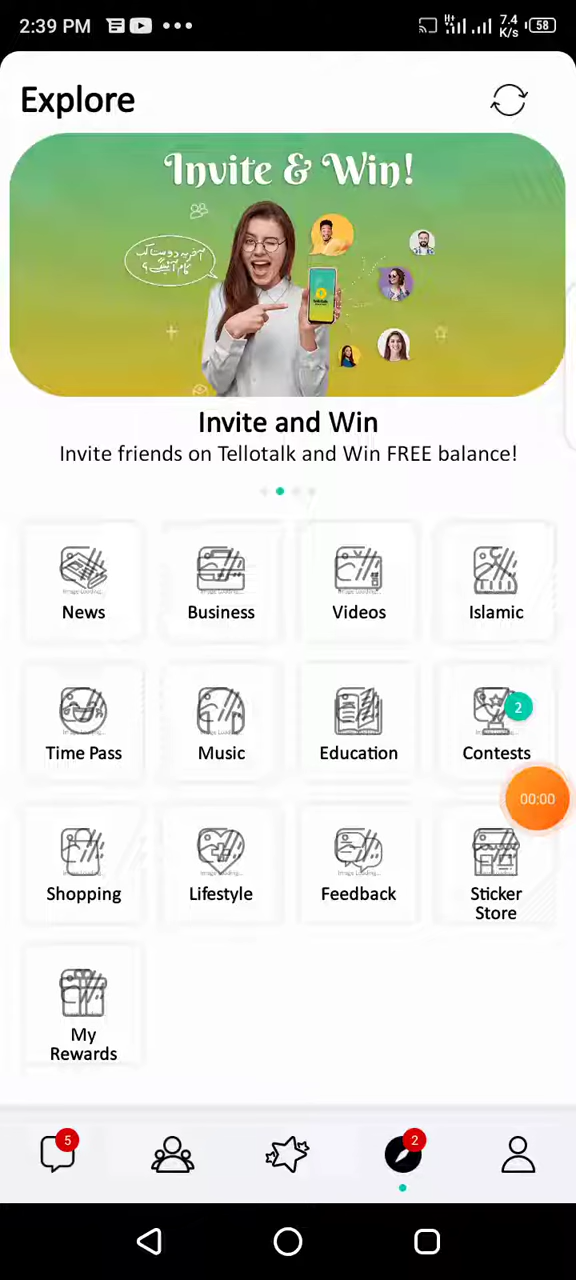 2:39 PM
7.4
K/s
58
Explore
Invite & Win!
Invite and Win
Invite friends on Tellotalk and Win FREE balance!
News
Business
Videos
Islamic
Time Pass
Music
Education
Contests
2
00:00
Shopping
Lifestyle
Feedback
Sticker
Store
My
Rewards
5
2